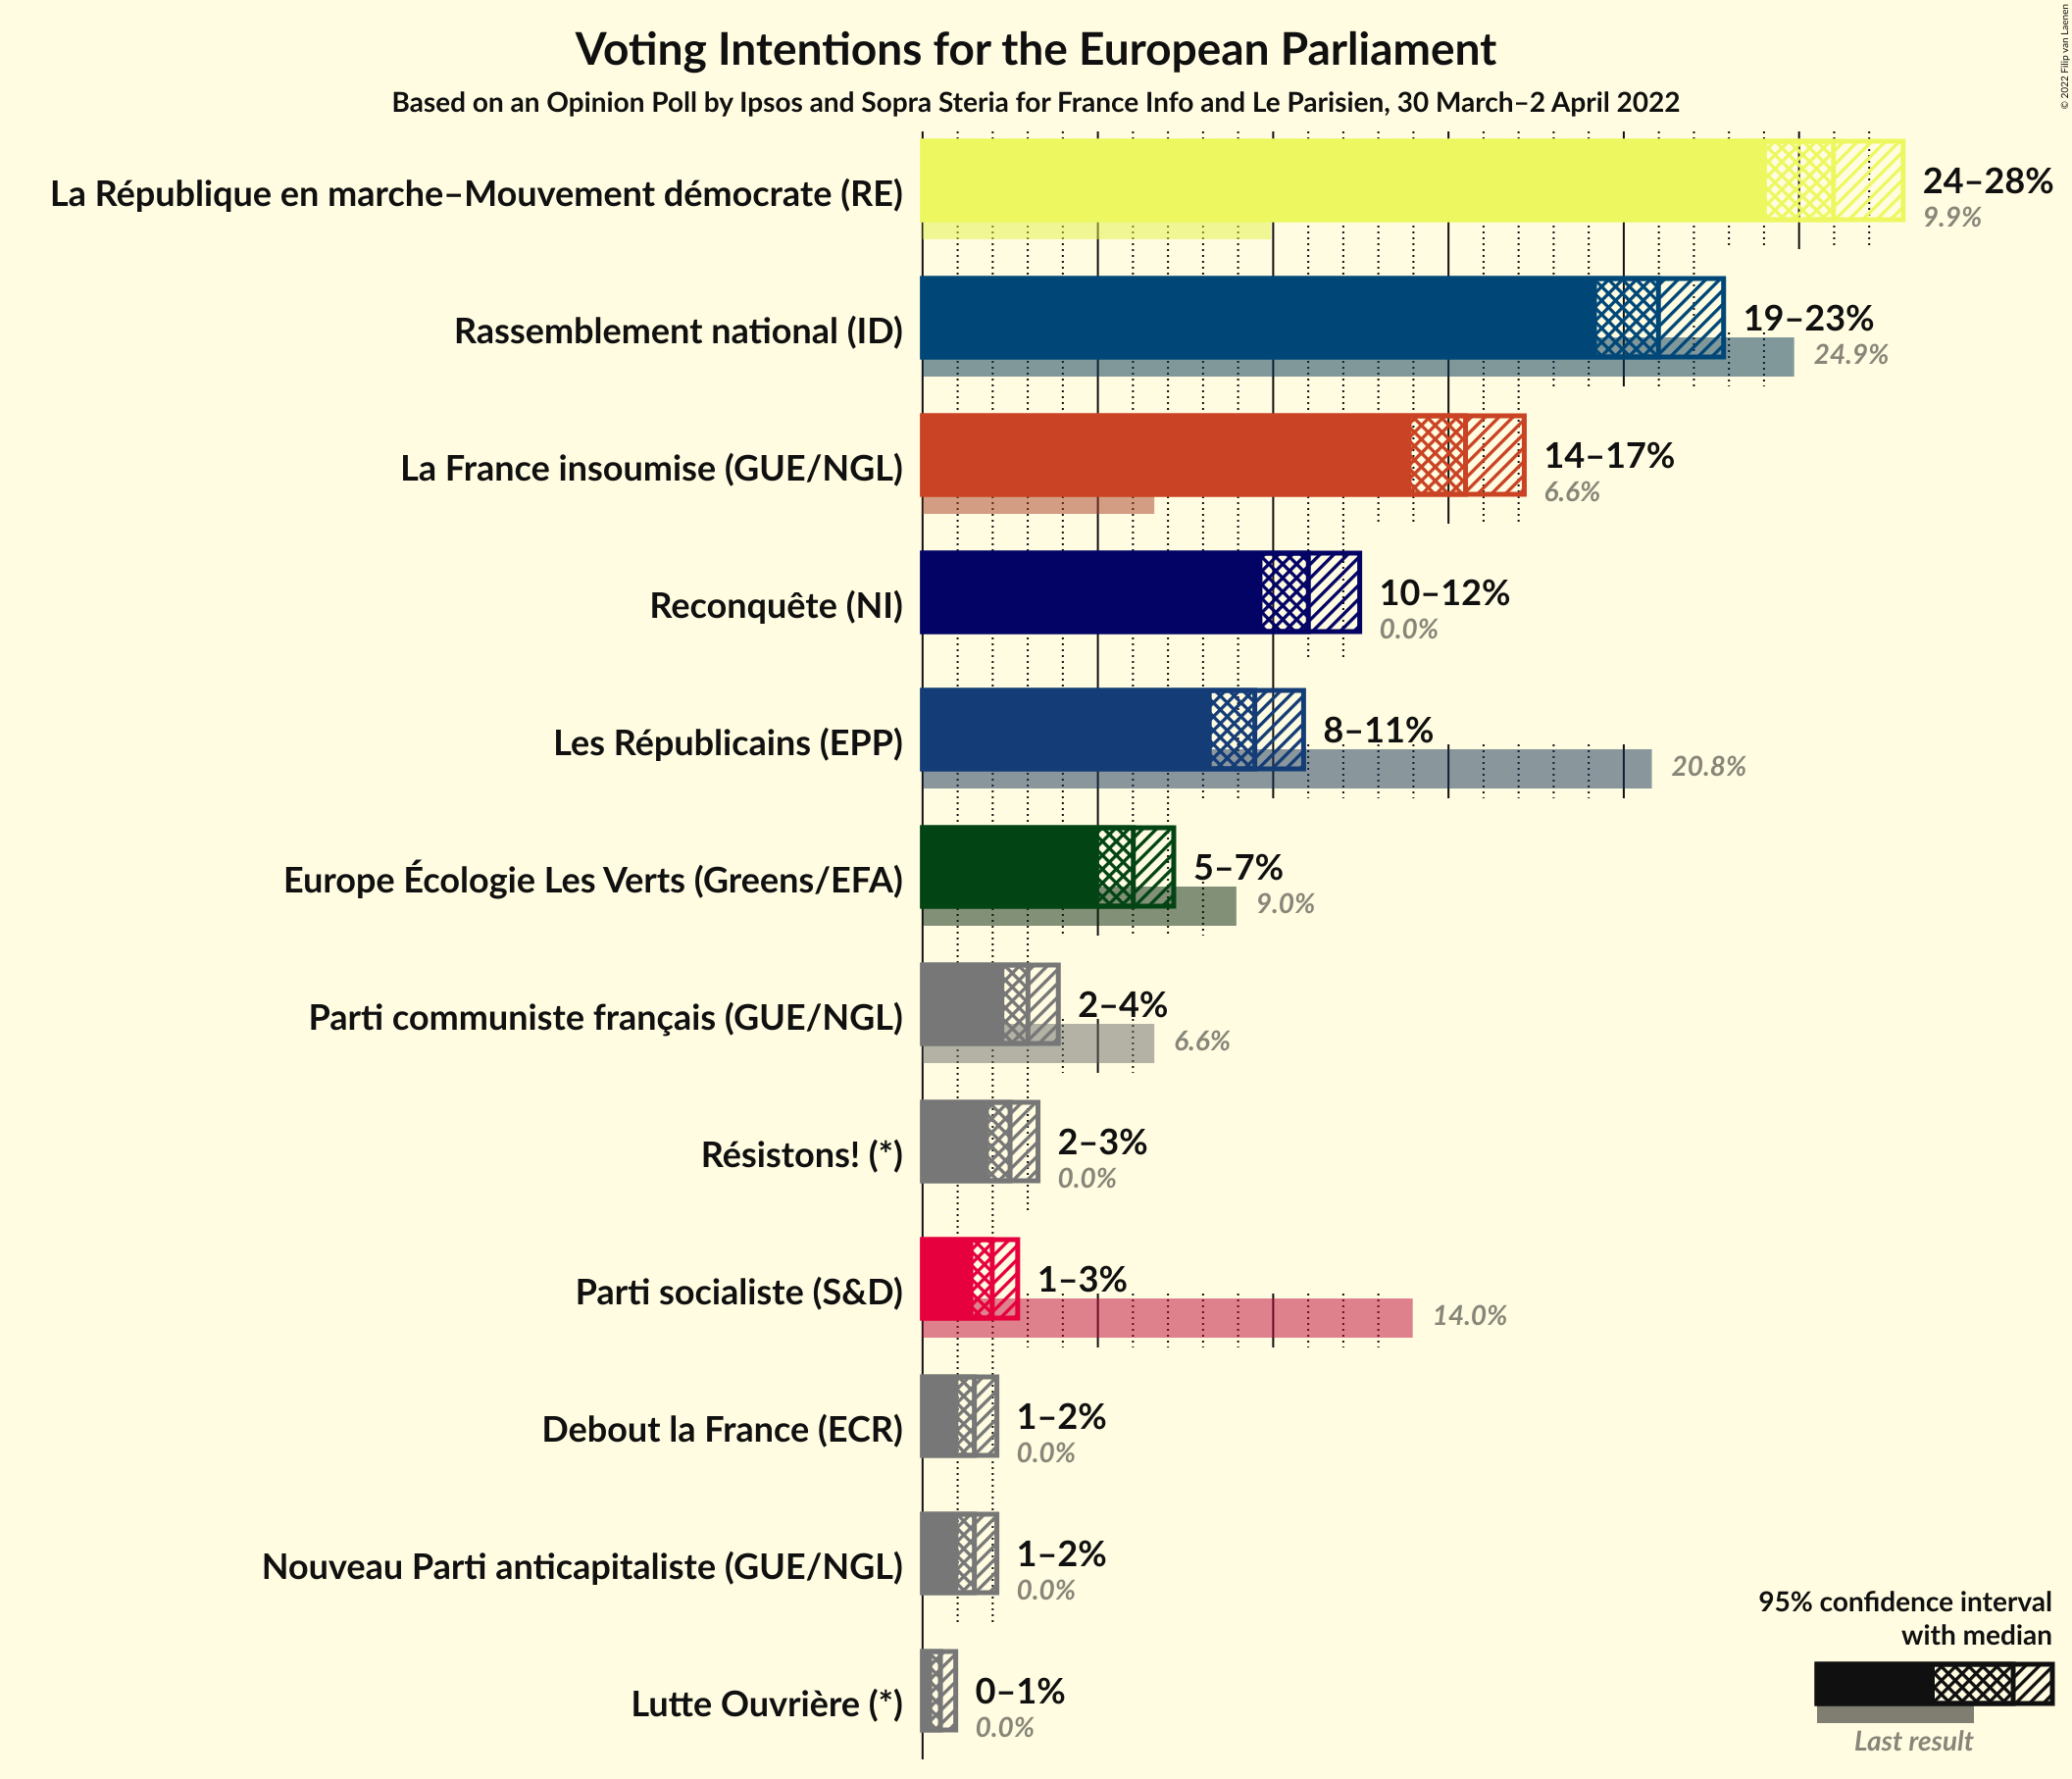 Voting Intentions for the European Parliament
Based on an Opinion Poll by Ipsos and Sopra Steria for France Info and Le Parisien, 30 March–2 April 2022
© 2022 Filip van Laenen
La République en marche–Mouvement démocrate (RE)
24–28%
9.9%
Rassemblement national (ID)
19–23%
24.9%
La France insoumise (GUE/NGL)
14–17%
6.6%
Reconquête (NI)
10–12%
0.0%
Les Républicains (EPP)
8–11%
20.8%
Europe Écologie Les Verts (Greens/EFA)
5–7%
9.0%
Parti communiste français (GUE/NGL)
2–4%
6.6%
Résistons! (*)
2–3%
0.0%
Parti socialiste (S&D)
1–3%
14.0%
Debout la France (ECR)
1–2%
0.0%
Nouveau Parti anticapitaliste (GUE/NGL)
1–2%
0.0%
Lutte Ouvrière (*)
0–1%
0.0%
95% confidence interval
with median
Last result